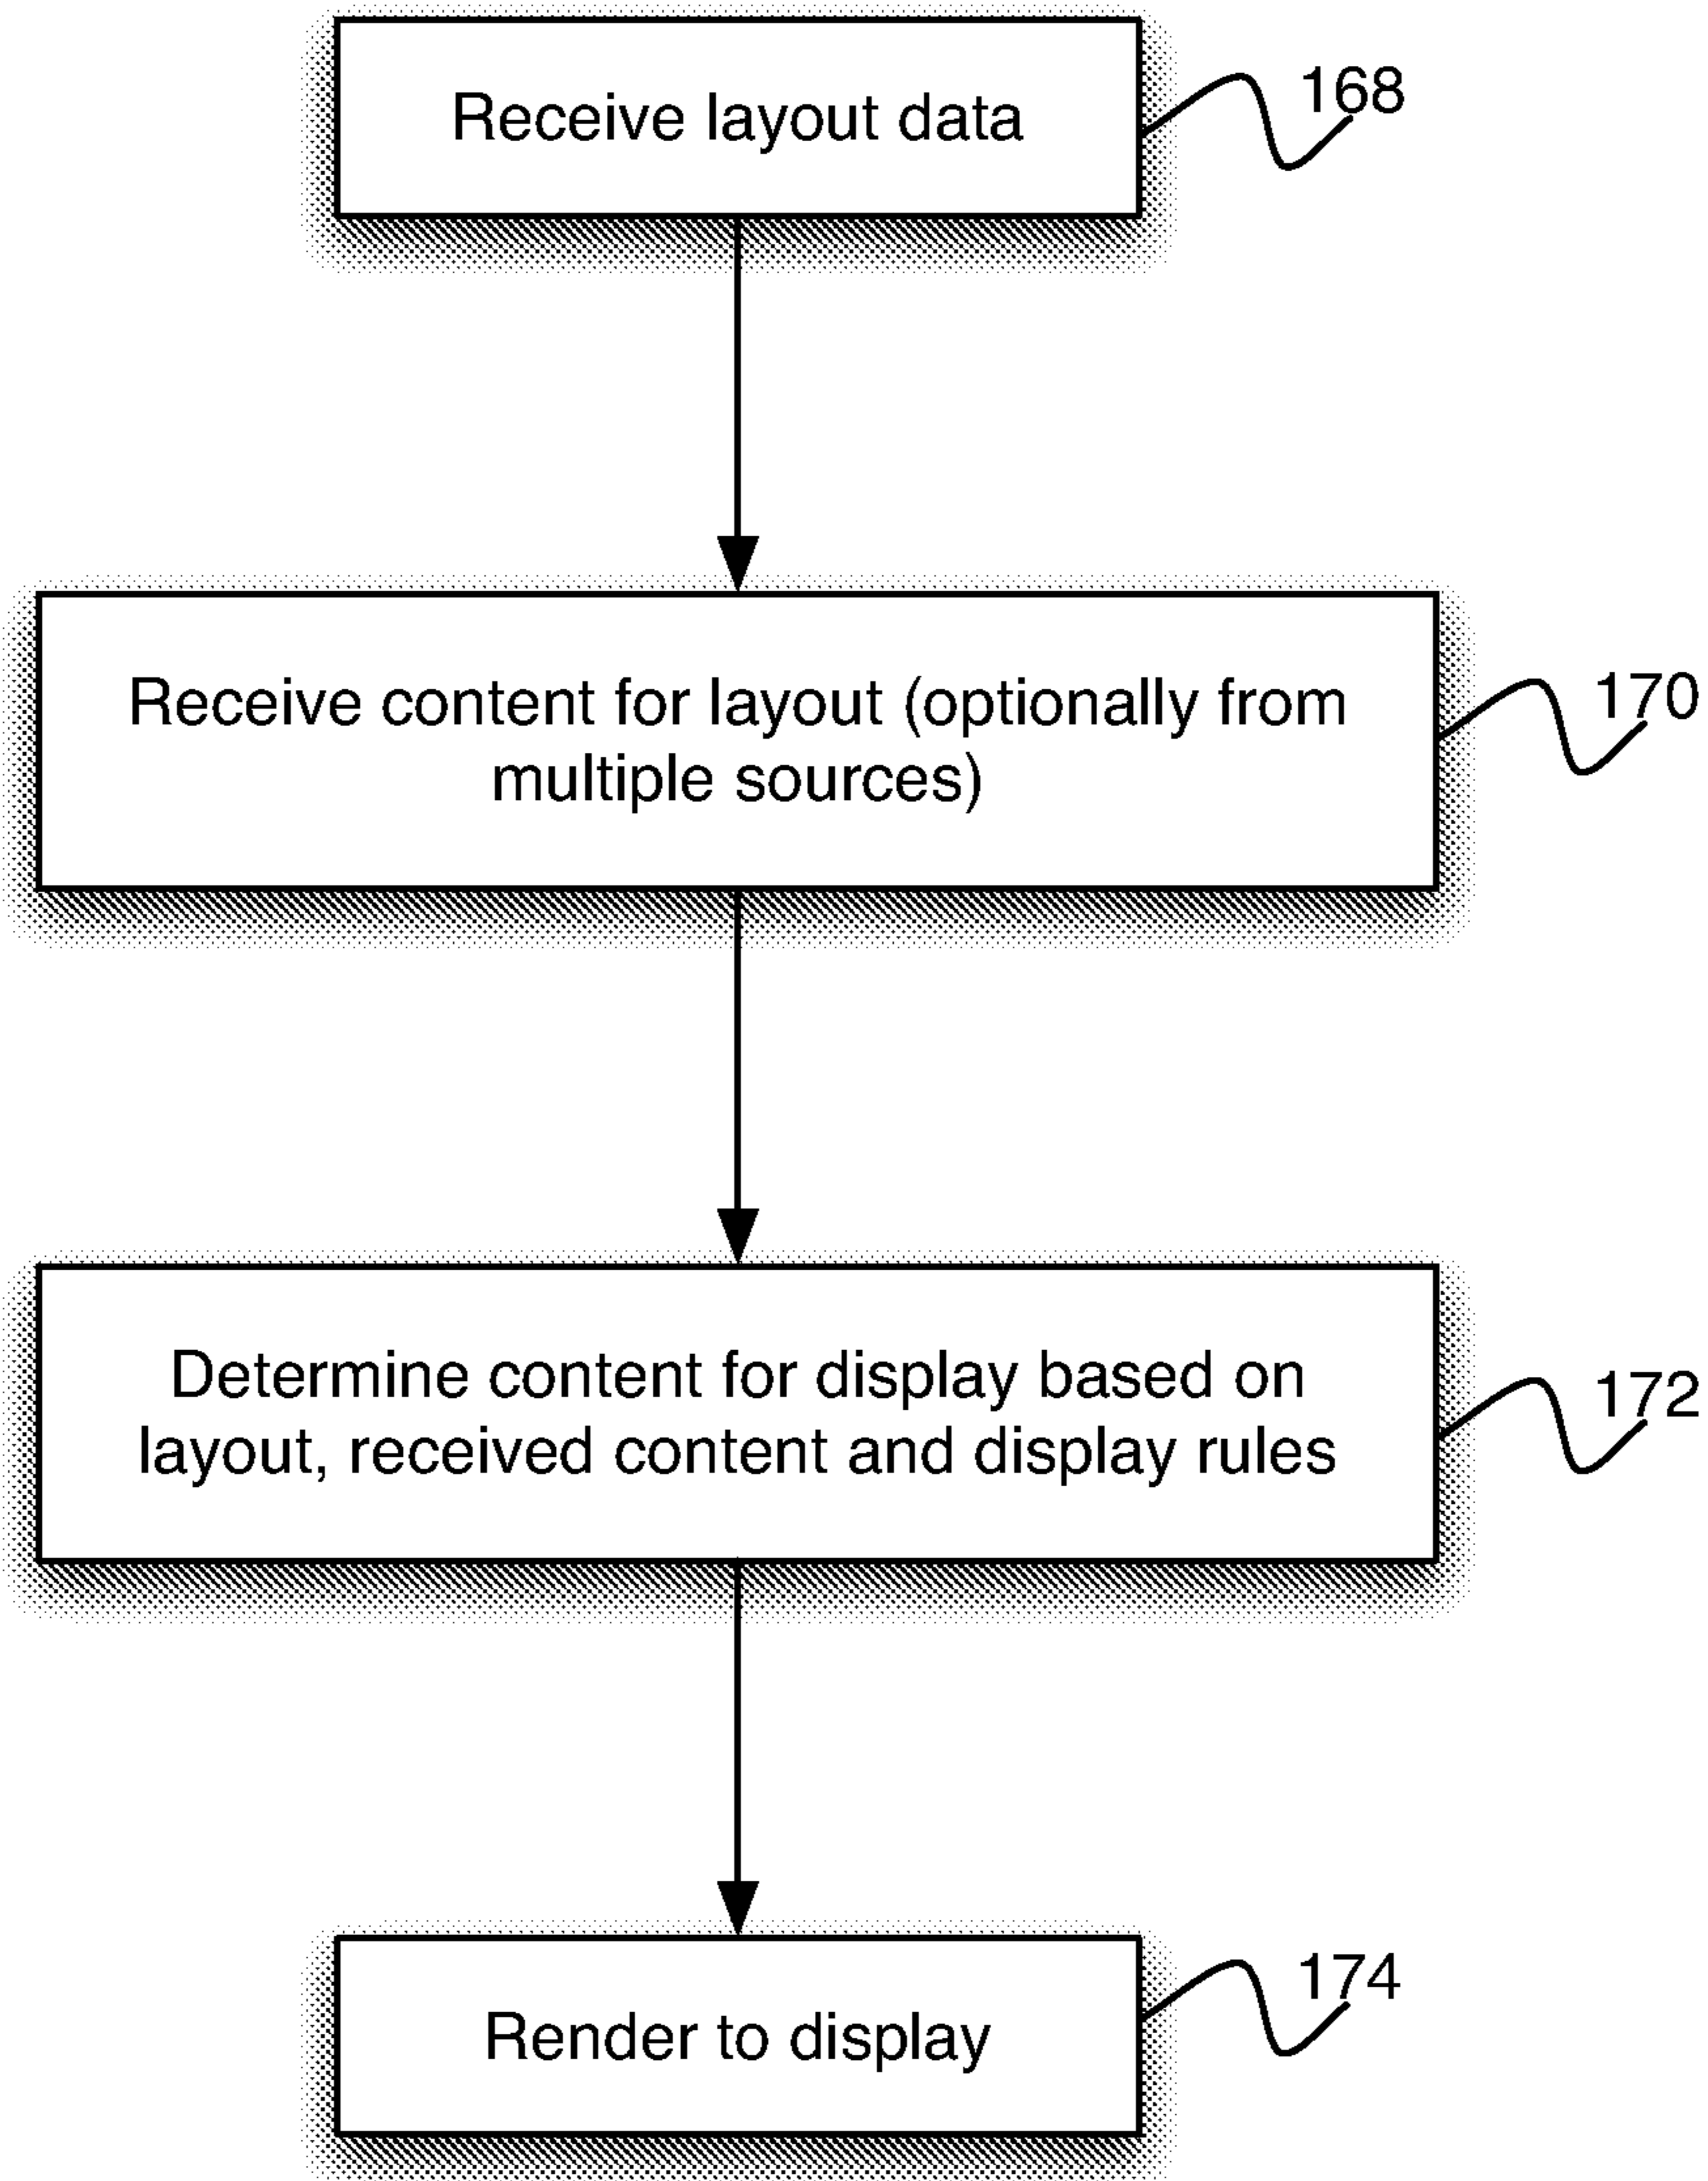 Receive layout data
168
Receive content for layout (optionally from
multiple sources)
170
Determine content for display based on
layout, received content and display rules
172
Render to display
174